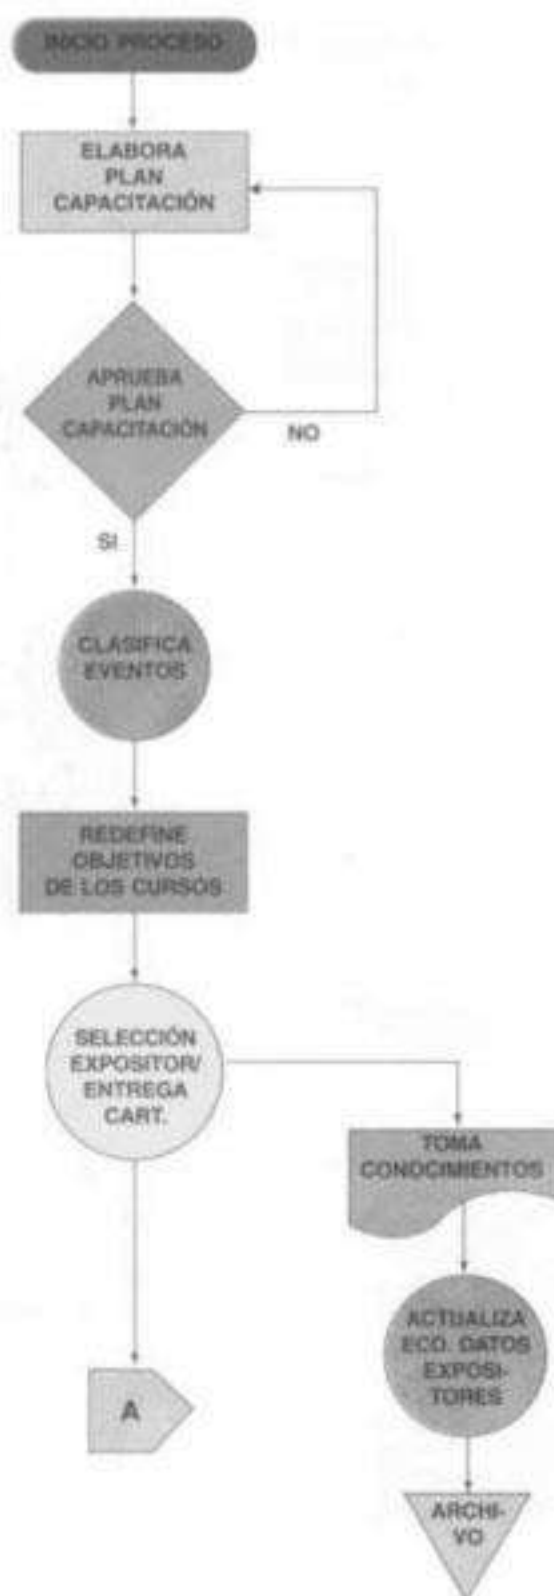 INICIO PROCESO
ELABORA
PLAN
CAPACITACIÓN
APRUEBA
PLAN
CAPACITACIÓN
NO
SI
CLASIFICA
EVENTOS
REDEFINE
OBJETIVOS
DE LOS CURSOS
SELECCIÓN
EXPOSITOR/
ENTREGA
CART.
TOMA
CONOCIMIENTOS
ACTUALIZA
ECO. DATOS
EXPOSI-
TORES
A
ARCHI-
VO